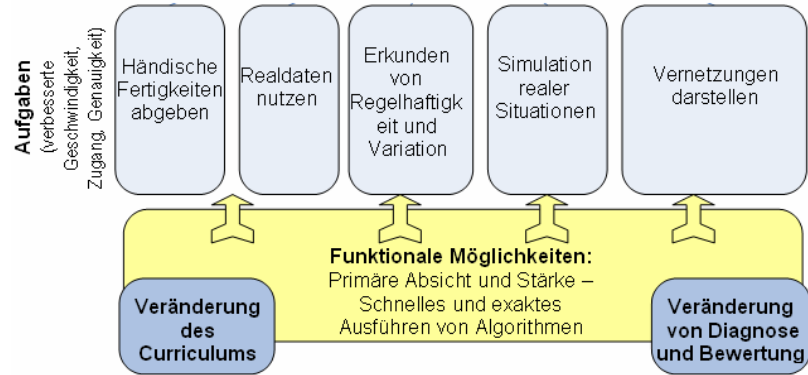 Aufgaben
(verbesserte
Geschwindigkeit,
Zugang, Genauigkeit)
Händische
Fertigkeiten
abgeben
Realdaten
nutzen
Erkunden
von
Regelhaftigk
eit und
Variation
Simulation
realer
Situationen
Vernetzungen
darstellen
Funktionale Möglichkeiten:
Primäre Absicht und Stärke –
Schnelles und exaktes
Ausführen von Algorithmen
Veränderung
des
Curriculums
Veränderung
von Diagnose
und Bewertung